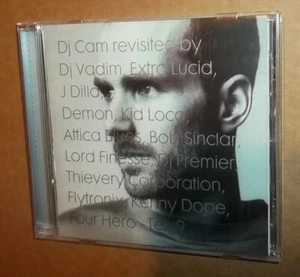 Dj Cam revisited by
Dj Vadim, Extra Lucid,
J Dilla,
Demon, Kid Loco,
Attica Blues, Bob Sinclar,
Lord Finesse, Dj Premier,
Thievery Corporation,
Flytronix, Kenny Dope,
Four Hero